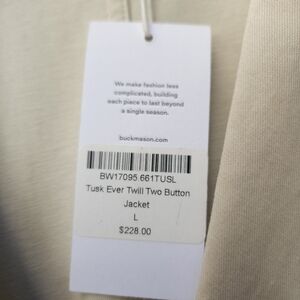 We make fashion less
complicated, building
each piece to last beyond
a single season.
buckmason.com
BW17095.661TUSL
Tusk Ever Twill Two Button
Jacket
L
$228.00